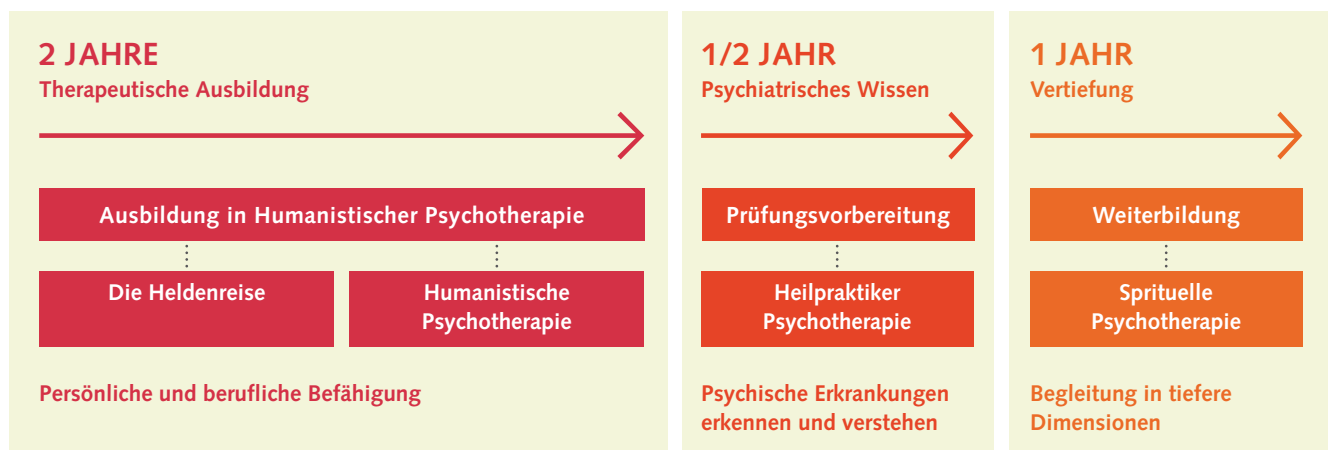 2 JAHRE
Therapeutische Ausbildung
Ausbildung in Humanistischer Psychotherapie
Die Heldenreise
Humanistische
Psychotherapie
Persönliche und berufliche Befähigung
1/2 JAHR
Psychiatrisches Wissen
Prüfungsvorbereitung
Heilpraktiker
Psychotherapie
Psychische Erkrankungen
erkennen und verstehen
1 JAHR
Vertiefung
Weiterbildung
Sprituelle
Psychotherapie
Begleitung in tiefere
Dimensionen